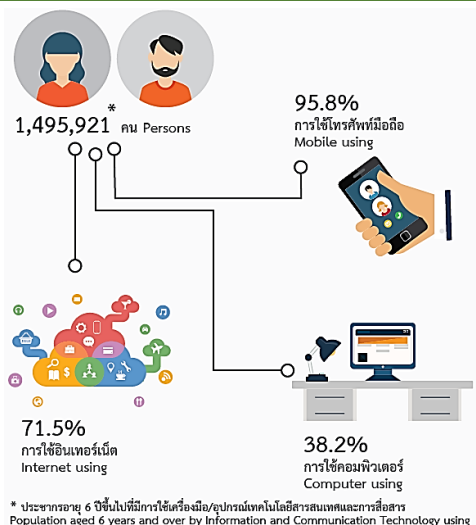 1,495,921* คน Persons
95.8%
การใช้โทรศัพท์มือถือ
Mobile using
71.5%
การใช้อินเทอร์เน็ต
Internet using
38.2%
การใช้คอมพิวเตอร์
Computer using
* ประชากรอายุ 6 ปีขึ้นไปที่มีการใช้เครื่องมือ/อุปกรณ์เทคโนโลยีสารสนเทศและการสื่อสาร
Population aged 6 years and over by Information and Communication Technology using